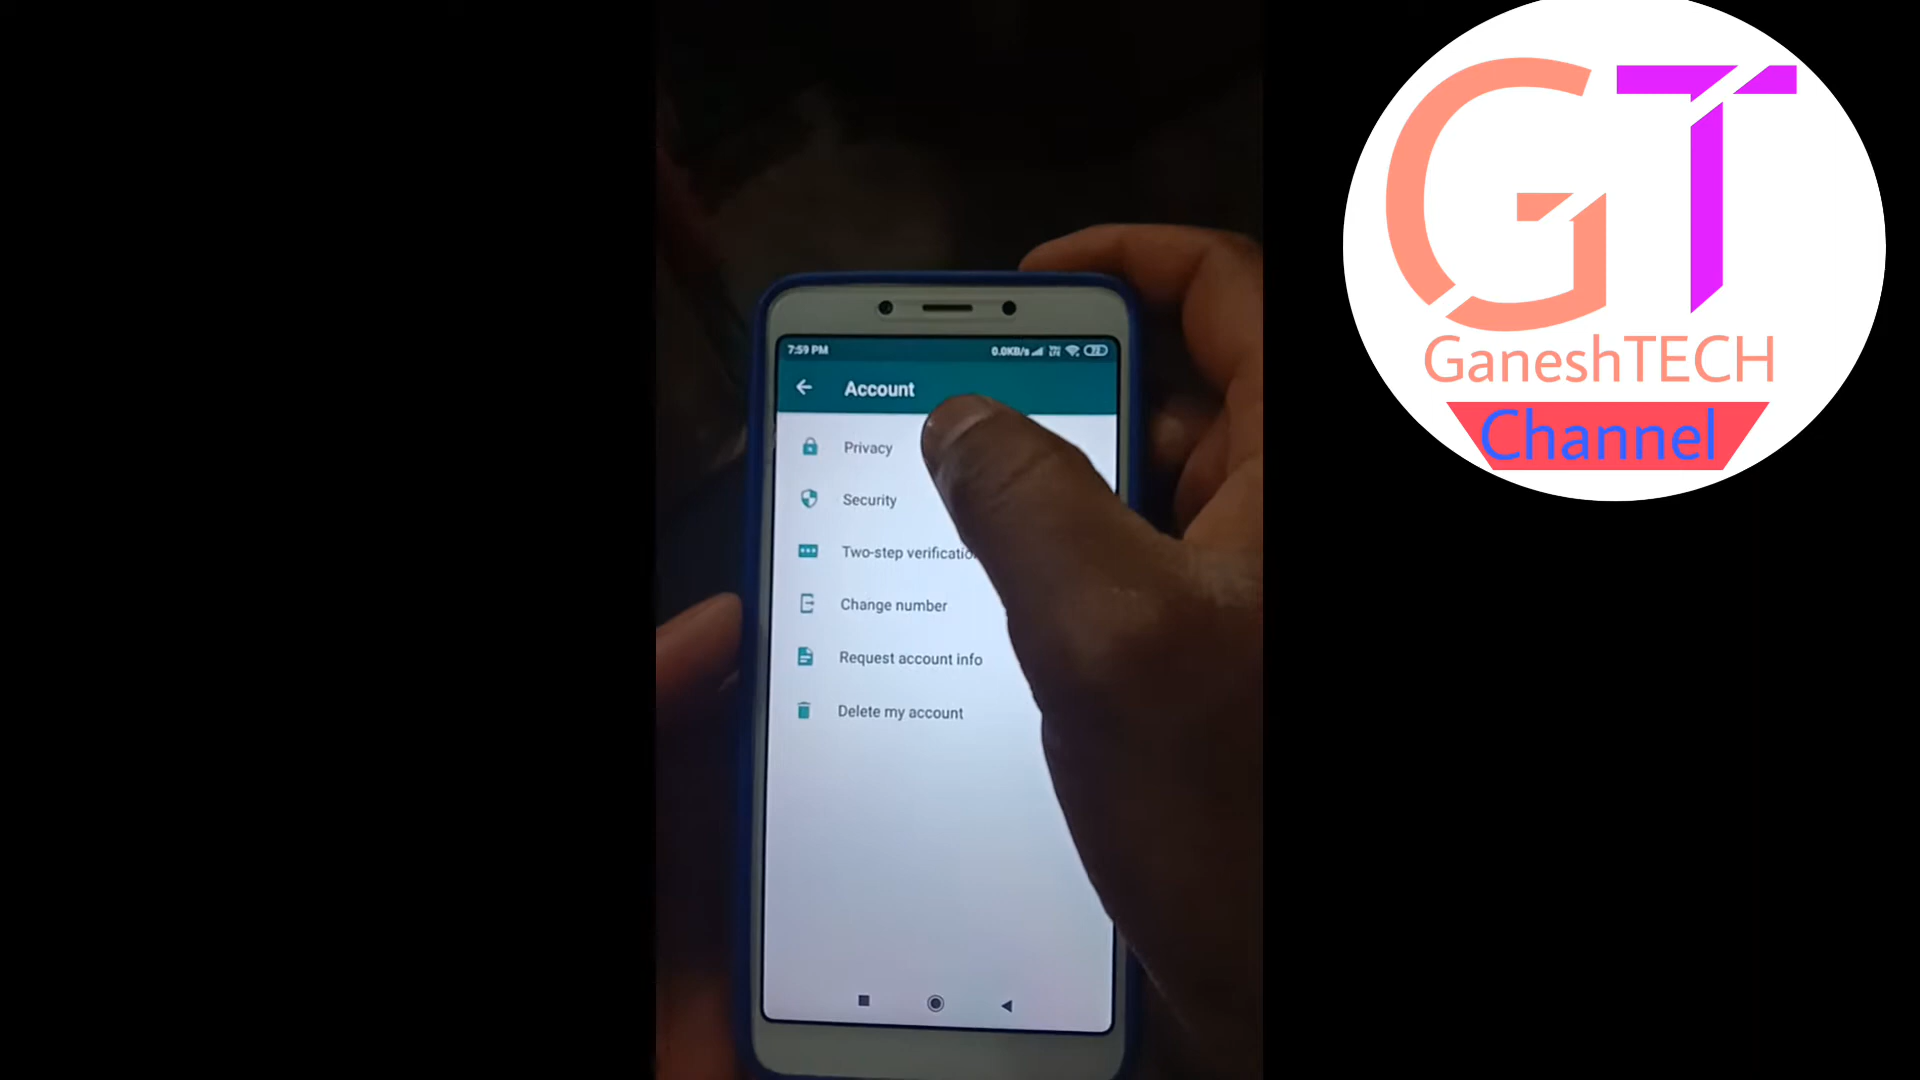 7:59 PM
0.0KB/s
Account
Privacy
Security
Two-step verification
Change number
Request account info
Delete my account
GT
GaneshTECH
Channel